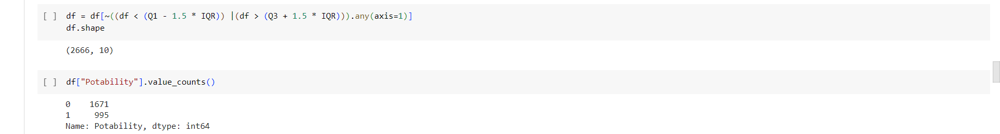 [ ] df = df[~((df < (Q1 - 1.5 * IQR)) |(df > (Q3 + 1.5 * IQR))).any(axis=1)]
df.shape
(2666, 10)
[ ] df["Potability"].value_counts()
0    1671
1     995
Name: Potability, dtype: int64